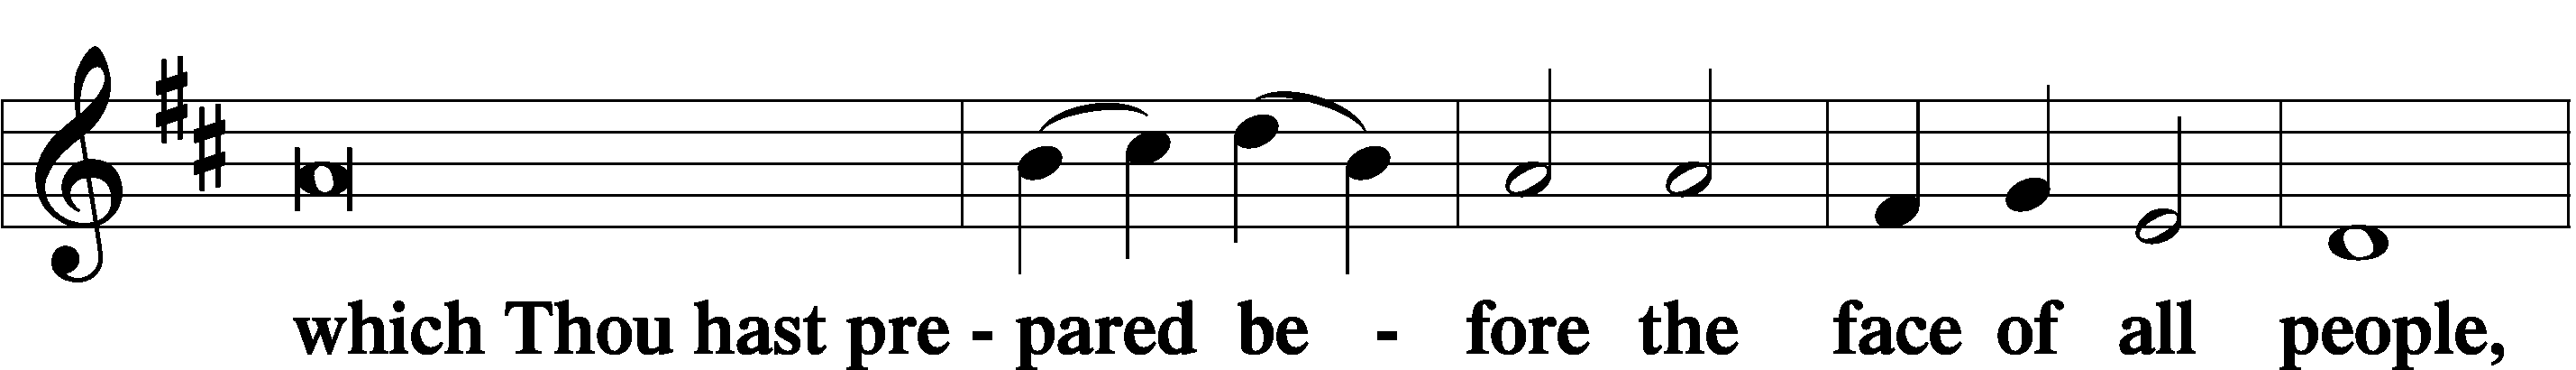 which Thou hast pre - pared be - fore the face of all people,